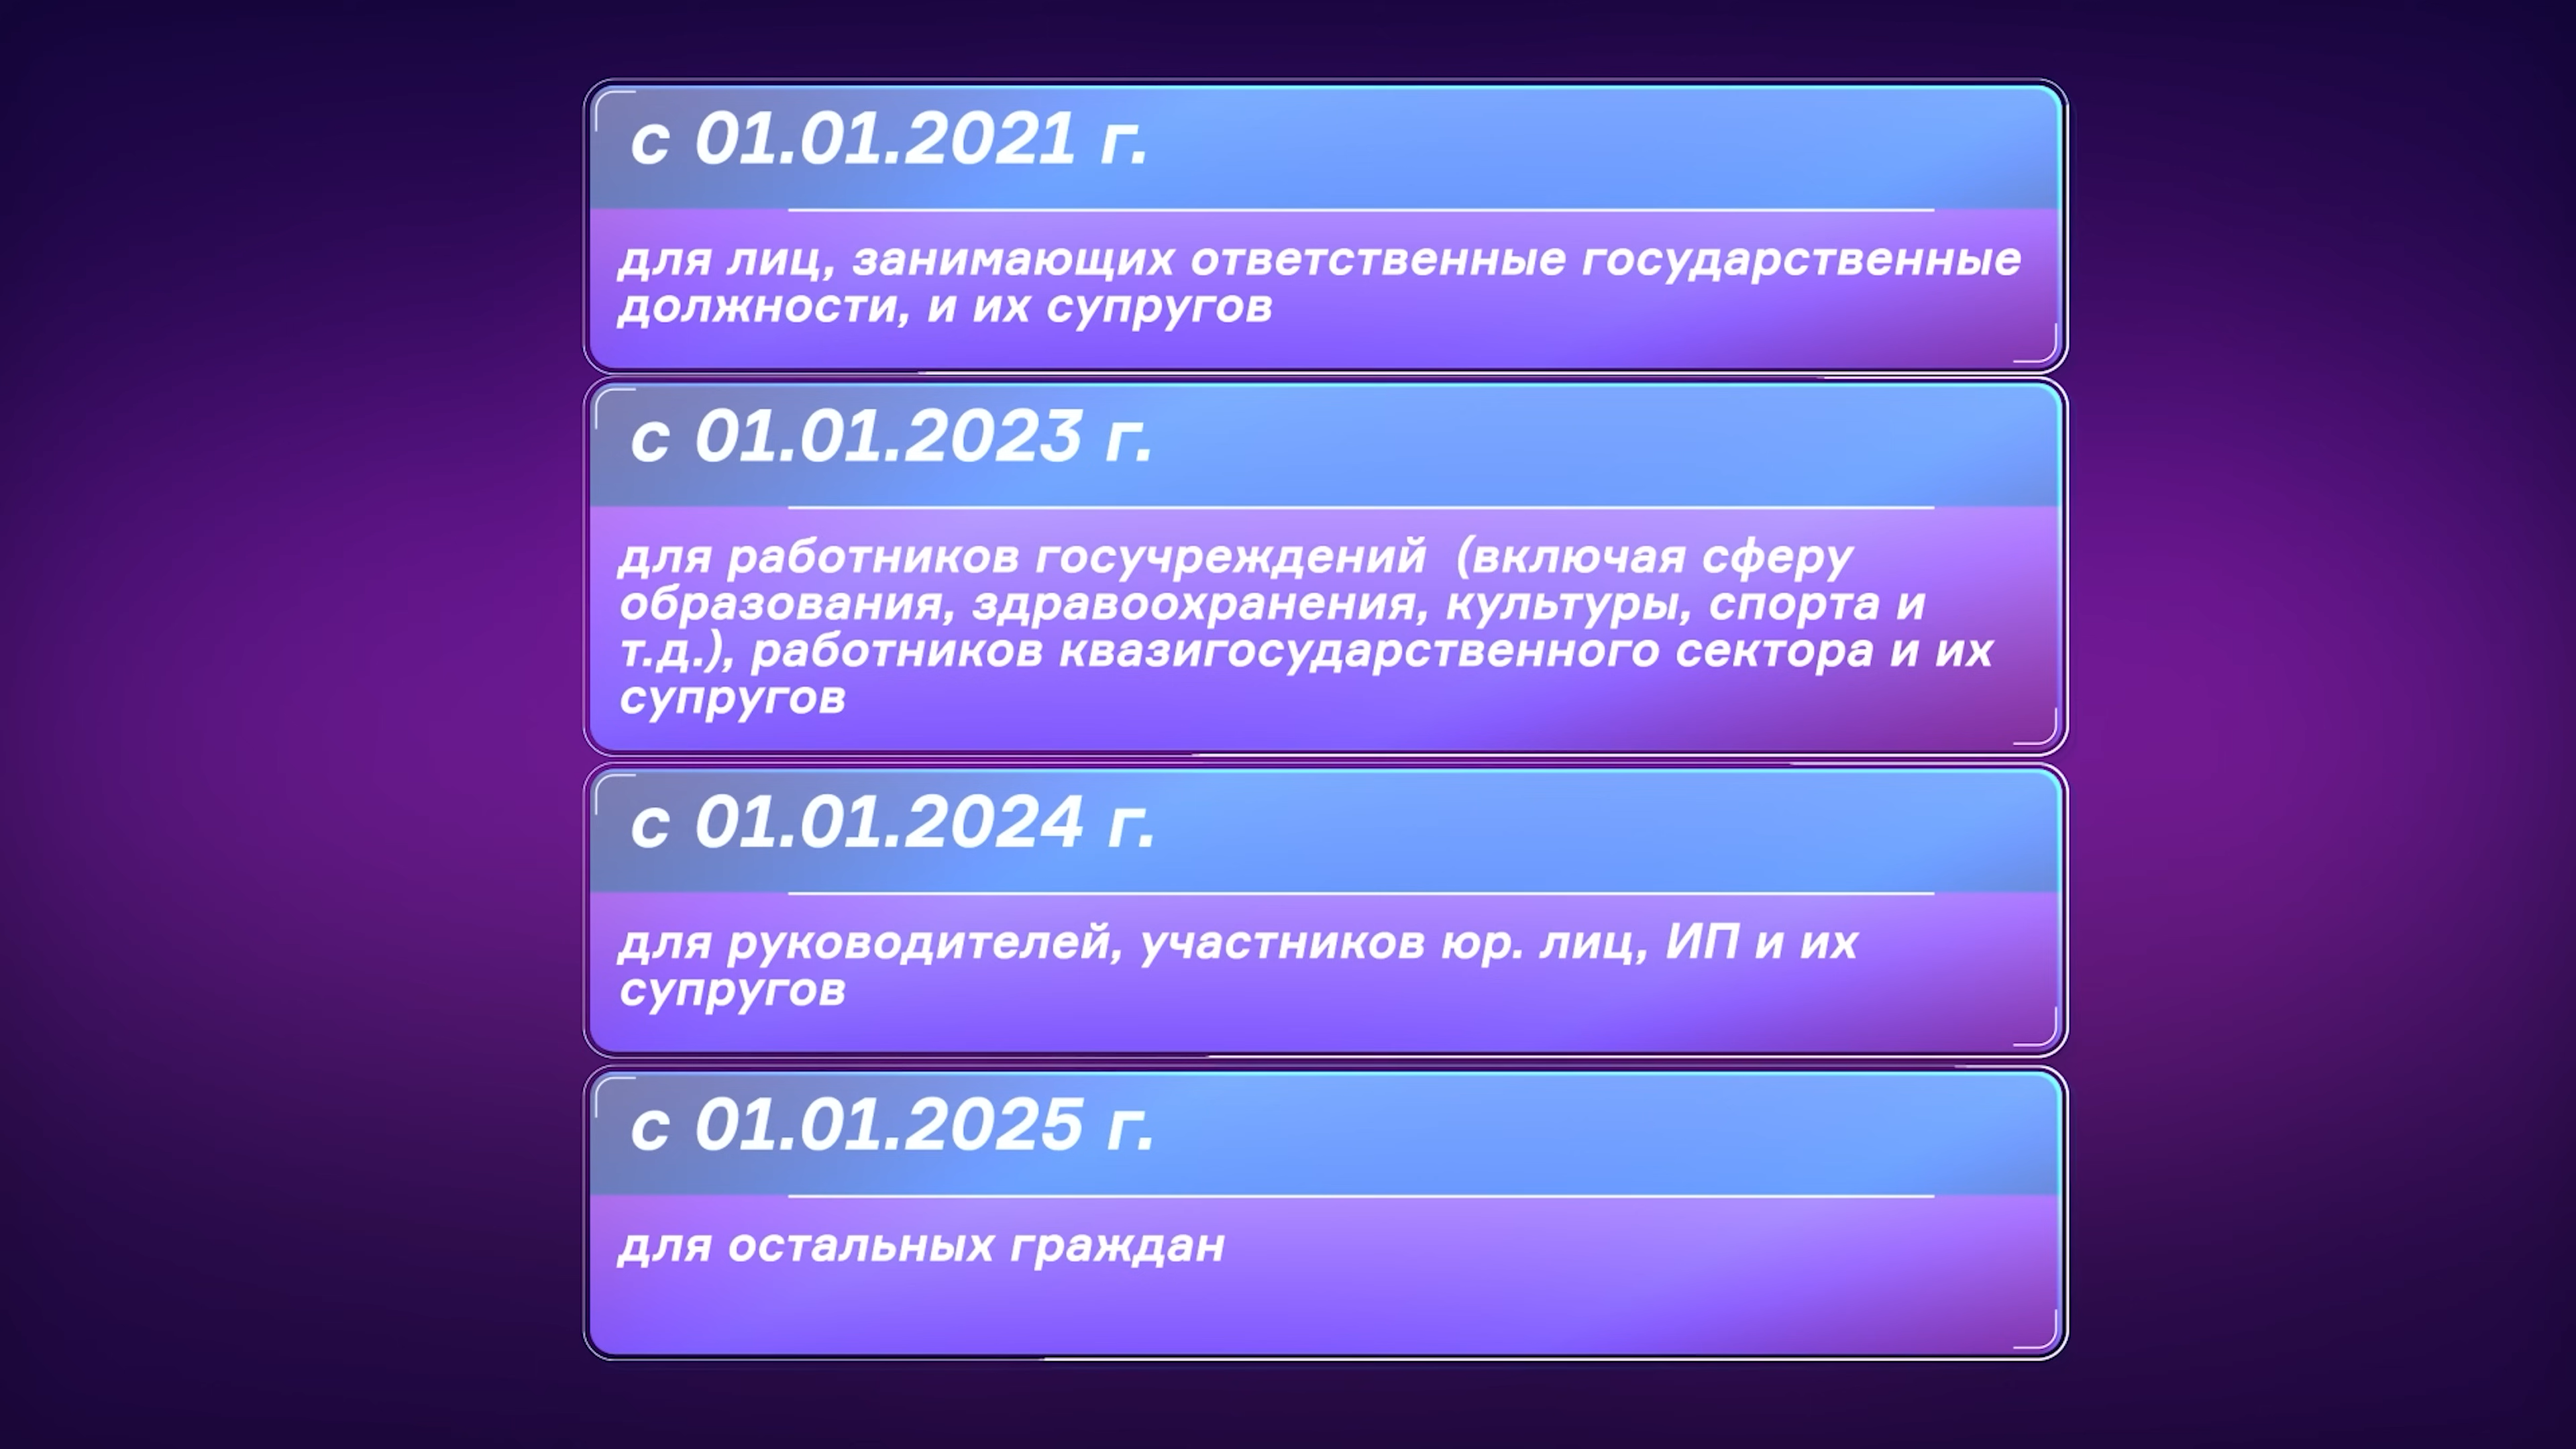 с 01.01.2021 г.
для лиц, занимающих ответственные государственные
должности, и их супругов
с 01.01.2023 г.
для работников госучреждений (включая сферу
образования, здравоохранения, культуры, спорта и
т.д.), работников квазигосударственного сектора и их
супругов
с 01.01.2024 г.
для руководителей, участников юр. лиц, ИП и их
супругов
с 01.01.2025 г.
для остальных граждан